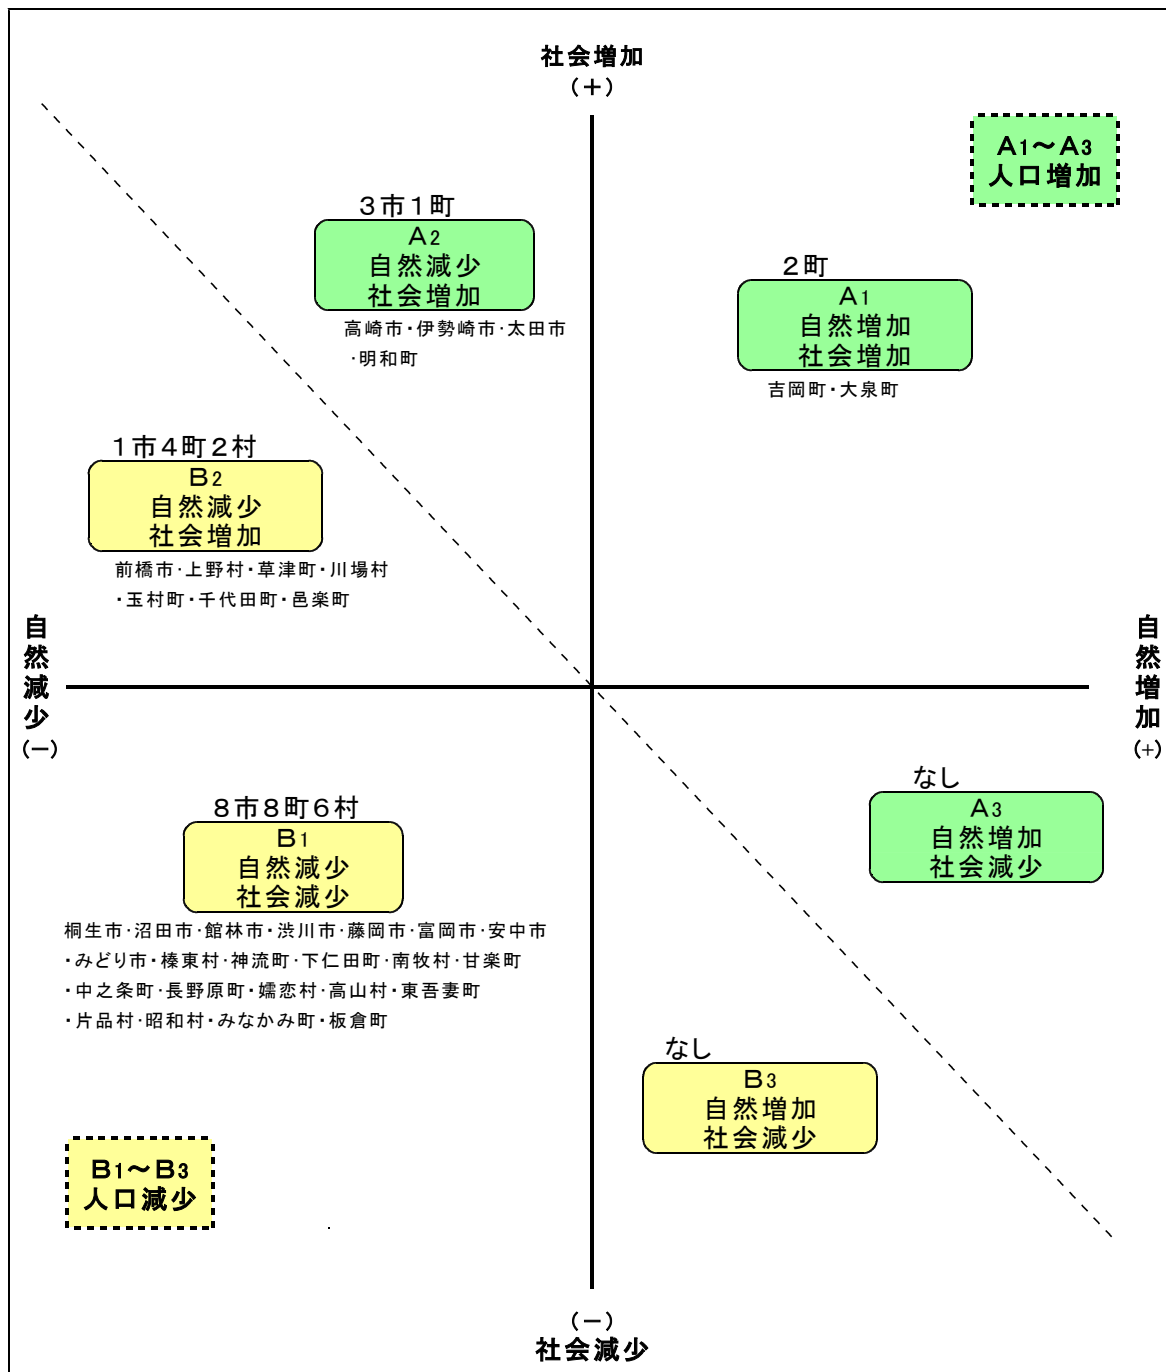 社会増加
（＋）
A1～A3
人口増加
3市1町
A2
自然減少
社会増加
高崎市・伊勢崎市・太田市
・明和町
2町
A1
自然増加
社会増加
吉岡町・大泉町
1市4町2村
B2
自然減少
社会増加
前橋市・上野村・草津町・川場村
・玉村町・千代田町・邑楽町
自然減少
（－）
自然増加
（+）
なし
A3
自然増加
社会減少
8市8町6村
B1
自然減少
社会減少
桐生市・沼田市・館林市・渋川市・藤岡市・富岡市・安中市
・みどり市・榛東村・神流町・下仁田町・南牧村・甘楽町
・中之条町・長野原町・嬬恋村・高山村・東吾妻町
・片品村・昭和村・みなかみ町・板倉町
なし
B3
自然増加
社会減少
B1～B3
人口減少
（－）
社会減少